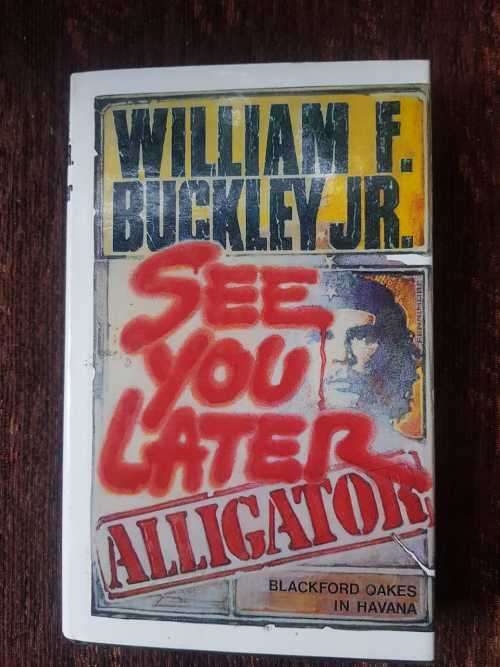 WILLIAM F.
BUCKLEY JR.
SEE
YOU
LATER
ALLIGATOR
BLACKFORD OAKES
IN HAVANA